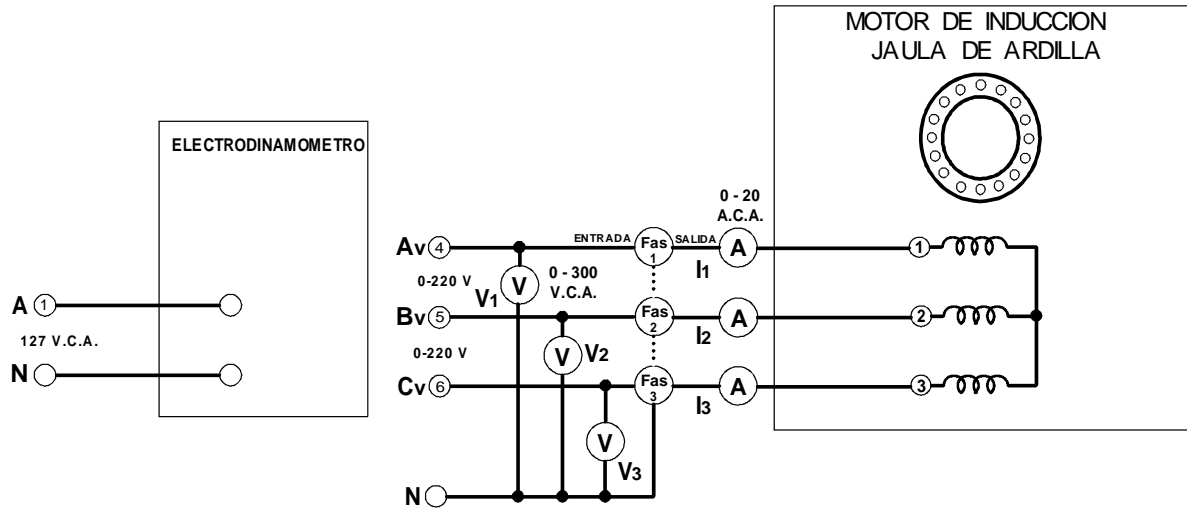 MOTOR DE INDUCCION
JAULA DE ARDILLA
ELECTRODINAMOMETRO
A 1
127 V.C.A.
N
0 - 20
A.C.A.
Av 4
ENTRADA
Fas
1
SALIDA
A
I1
1
0-220 V
V1
V
0 - 300
V.C.A.
Bv 5
Fas
2
I2
A
2
0-220 V
V
V2
Cv 6
Fas
3
I3
A
3
V
V3
N